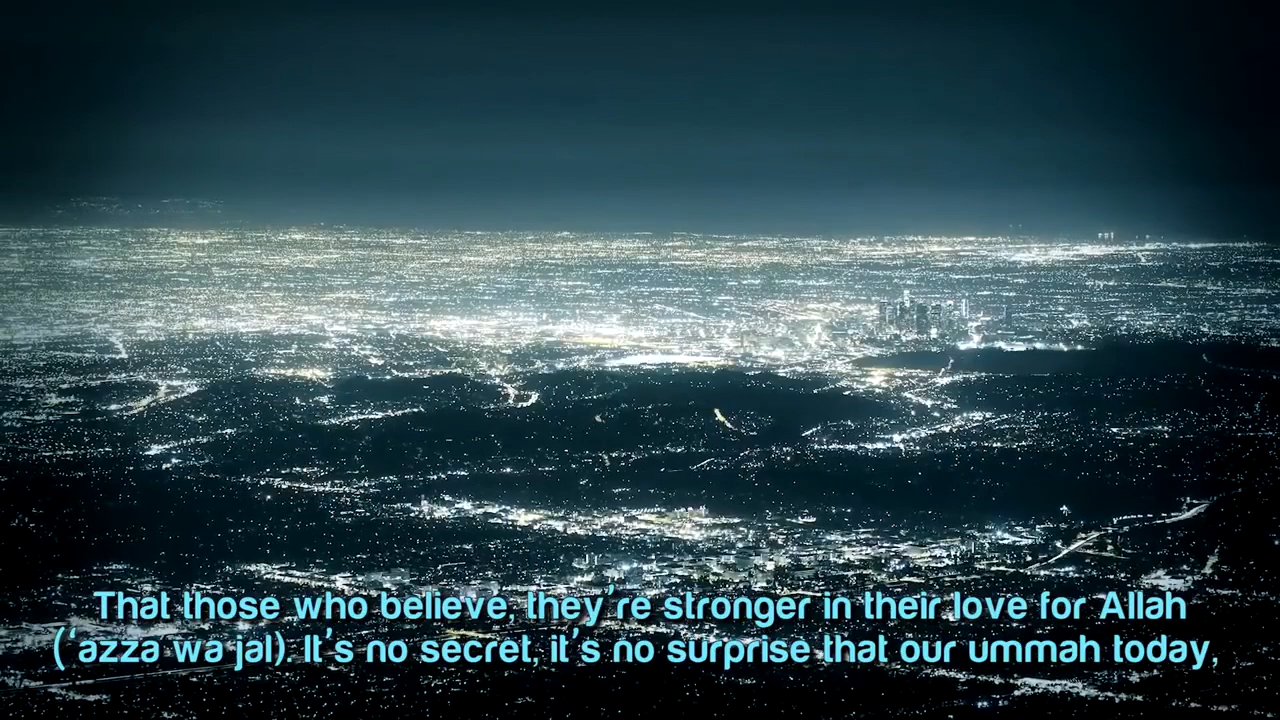 That those who believe, they're stronger in their love for Allah
('azza wa jal). It's no secret, it's no surprise that our ummah today,